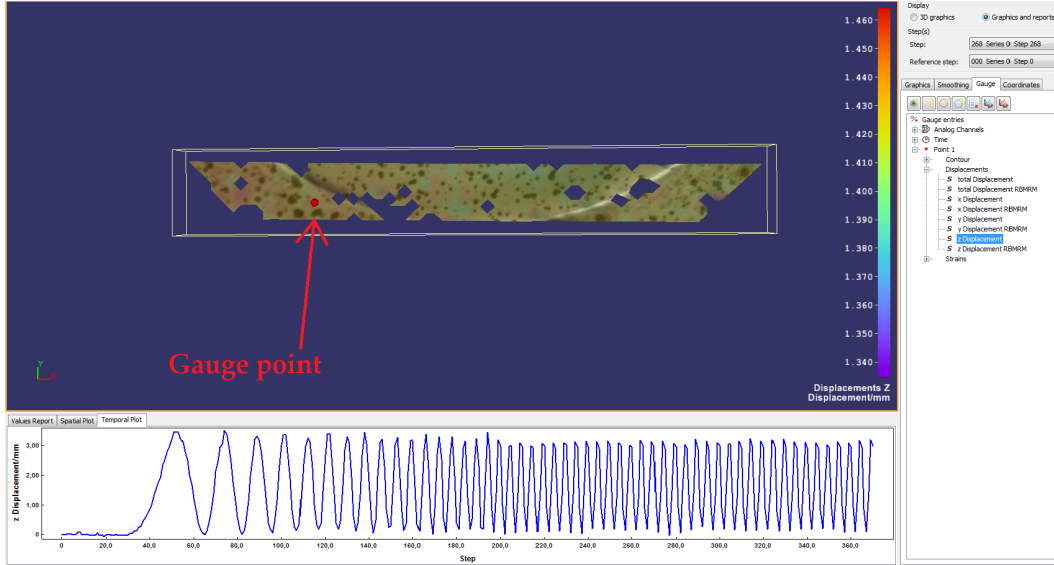 Display
3D graphics
Graphics and reports
Step(s)
Step:
268 Series 0 Step 268
Reference step:
000 Series 0 Step 0
Graphics
Smoothing
Gauge
Coordinates
Gauge entries
Analog Channels
Time
Point 1
Contour
Displacements
S total Displacement
S total Displacement RBMRM
S x Displacement
S x Displacement RBMRM
S y Displacement
S y Displacement RBMRM
S z Displacement
S z Displacement RBMRM
Strains
1.460
1.450
1.440
1.430
1.420
1.410
1.400
1.390
1.380
1.370
1.360
1.350
1.340
Displacements Z
Displacement/mm
Gauge point
Y
x
Values Report
Spatial Plot
Temporal Plot
z Displacement/mm
3,00
2,00
1,00
0
0 20,0 40,0 60,0 80,0 100,0 120,0 140,0 160,0 180,0 200,0 220,0 240,0 260,0 280,0 300,0 320,0 340,0 360,0
Step